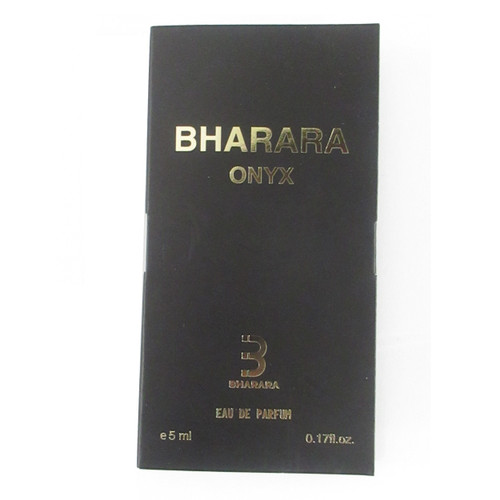 BHARARA
ONYX
B
BHARARA
EAU DE PARFUM
e 5 ml 0.17fl.oz.